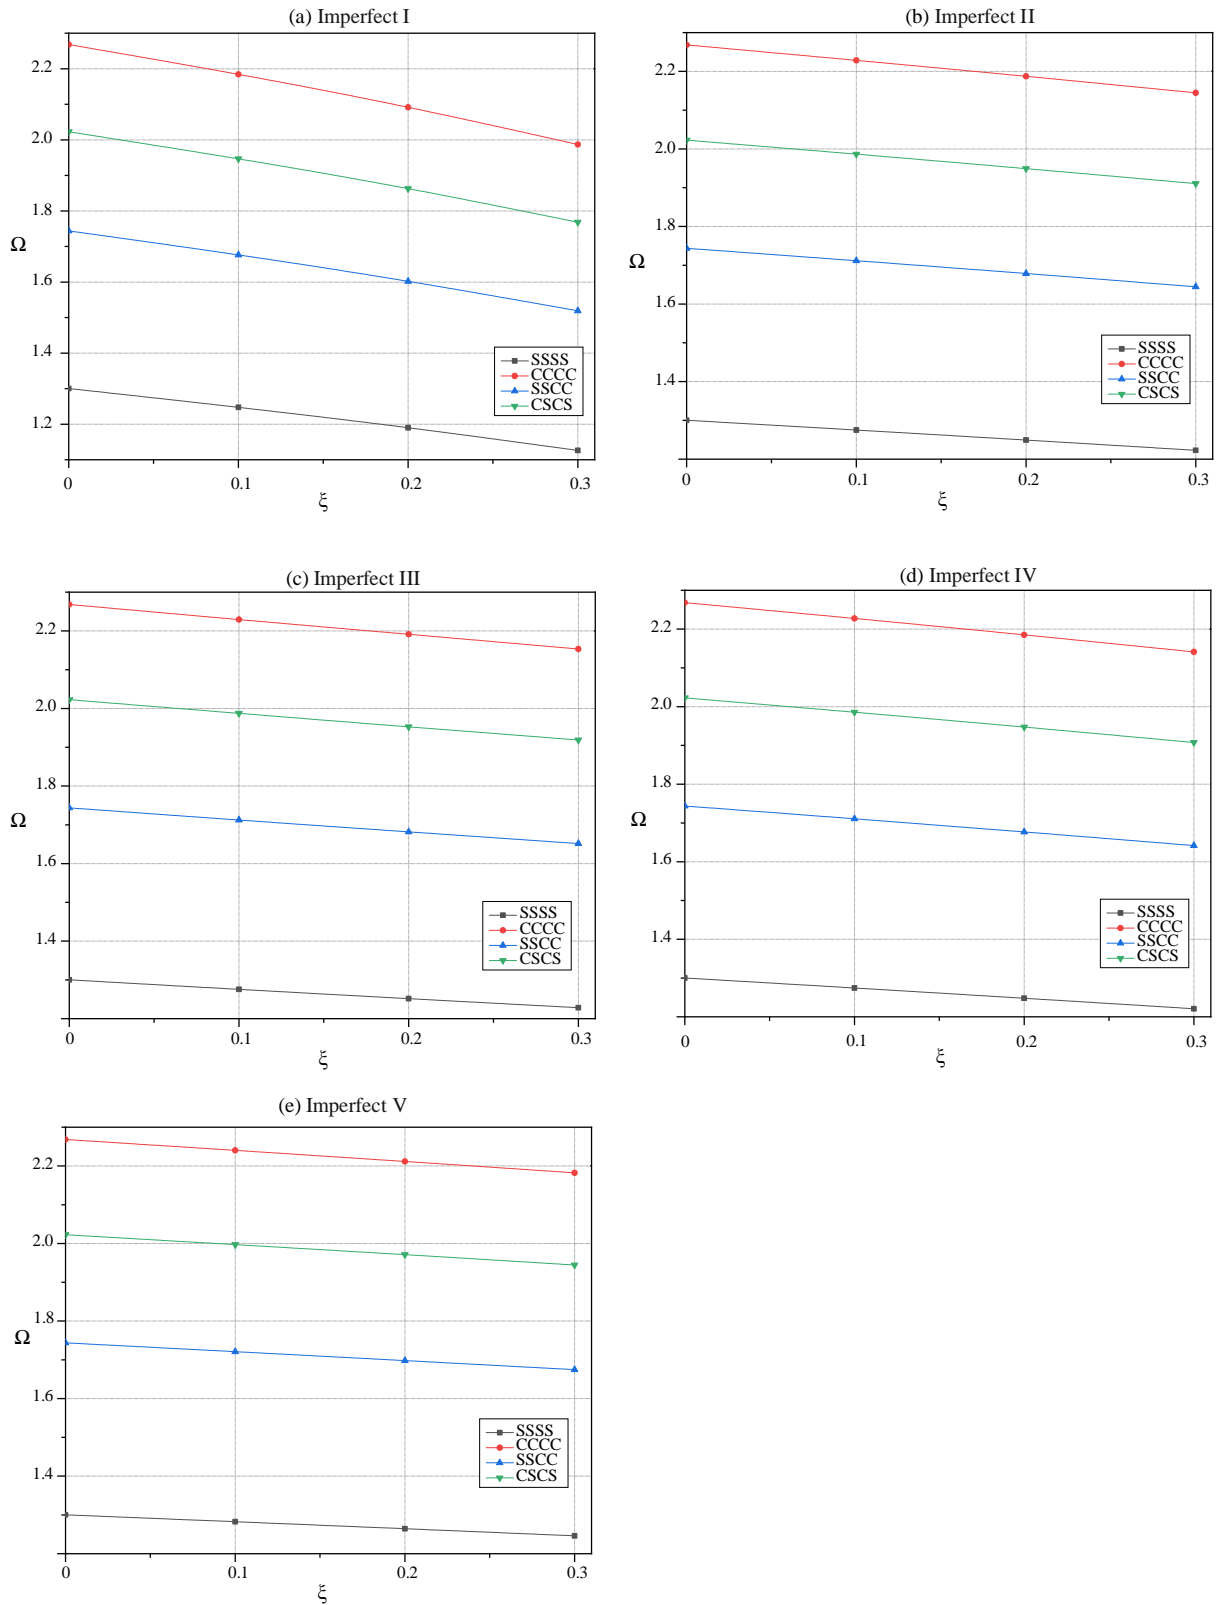 (a) Imperfect I
2.2
2.0
1.8
1.6
1.4
1.2
Ω
0 0.1 0.2 0.3
ξ
SSSS
CCCC
SSCC
CSCS
(b) Imperfect II
2.2
2.0
1.8
1.6
1.4
Ω
0 0.1 0.2 0.3
ξ
SSSS
CCCC
SSCC
CSCS
(c) Imperfect III
2.2
2.0
1.8
1.6
1.4
Ω
0 0.1 0.2 0.3
ξ
SSSS
CCCC
SSCC
CSCS
(d) Imperfect IV
2.2
2.0
1.8
1.6
1.4
Ω
0 0.1 0.2 0.3
ξ
SSSS
CCCC
SSCC
CSCS
(e) Imperfect V
2.2
2.0
1.8
1.6
1.4
Ω
0 0.1 0.2 0.3
ξ
SSSS
CCCC
SSCC
CSCS